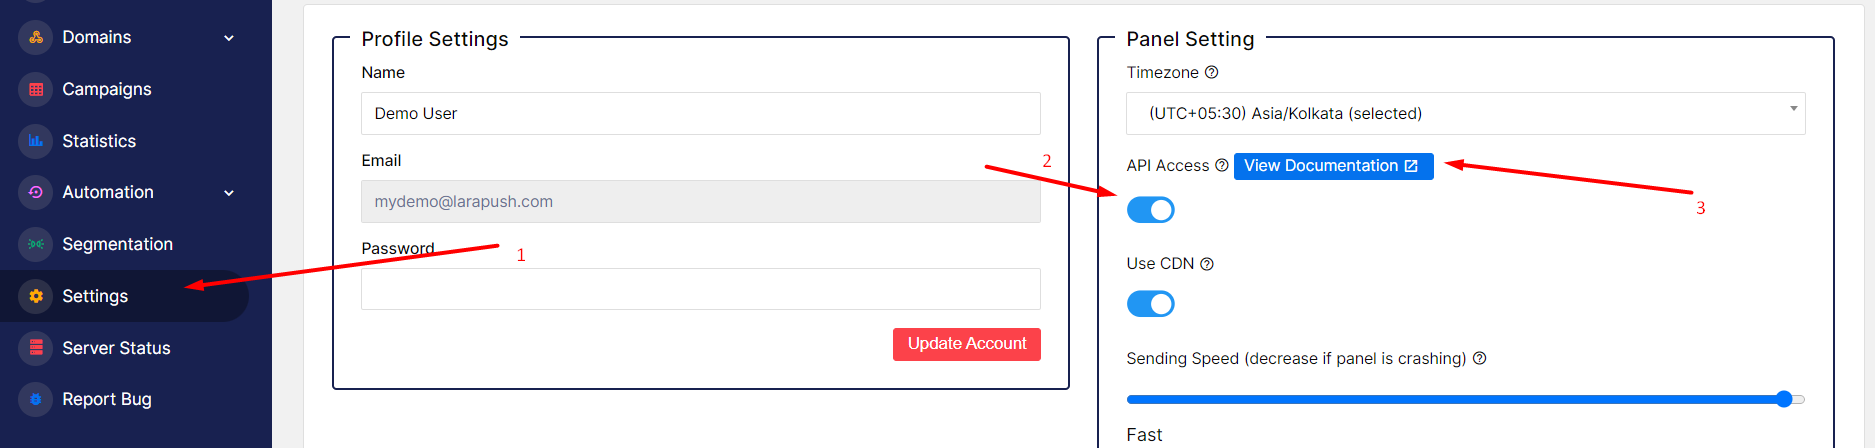 Domains
Campaigns
Statistics
Automation
Segmentation
Settings
Server Status
Report Bug
Profile Settings
Name
Demo User
Email
mydemo@larapush.com
Password
1
Update Account
2
Panel Setting
Timezone
(UTC+05:30) Asia/Kolkata (selected)
API Access View Documentation
3
Use CDN
Sending Speed (decrease if panel is crashing)
Fast